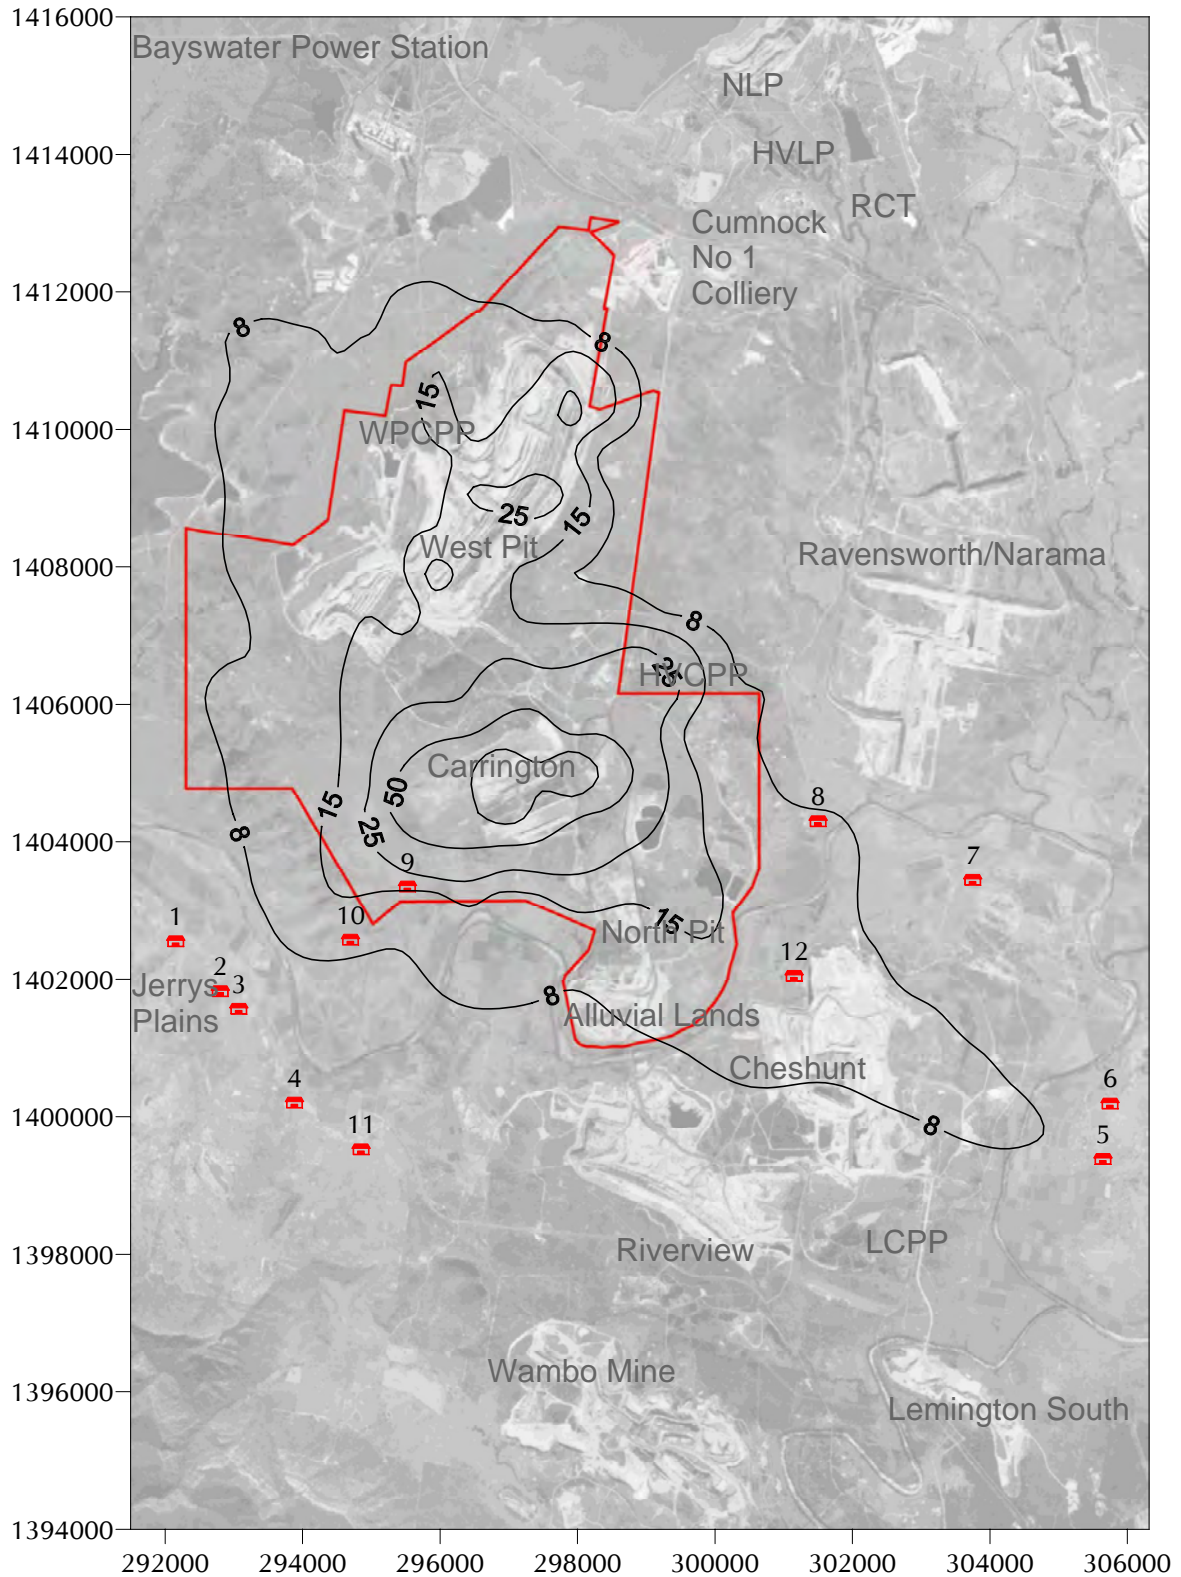 1416000
Bayswater Power Station
NLP
1414000
HVLP
RCT
Cumnock
No 1
Colliery
1412000
8
8
15
1410000
WPCPP
25
15
West Pit
Ravensworth/Narama
1408000
8
25
HVCPP
1406000
Carrington
50
15
8
8
25
1404000
9
7
10
1
15
North Pit
12
2
1402000
Jerrys
3
Plains
8
Alluvial Lands
Cheshunt
4
6
1400000
11
8
5
LCPP
Riverview
1398000
Wambo Mine
1396000
Lemington South
1394000
292000 294000 296000 298000 300000 302000 304000 306000